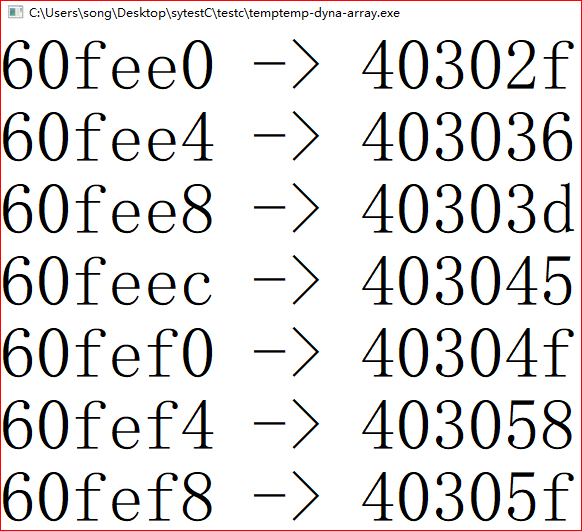 C:\Users\song\Desktop\sytestC\testc\temptemp-dyna-array.exe
60fee0 -> 40302f
60fee4 -> 403036
60fee8 -> 40303d
60feec -> 403045
60fef0 -> 40304f
60fef4 -> 403058
60fef8 -> 40305f